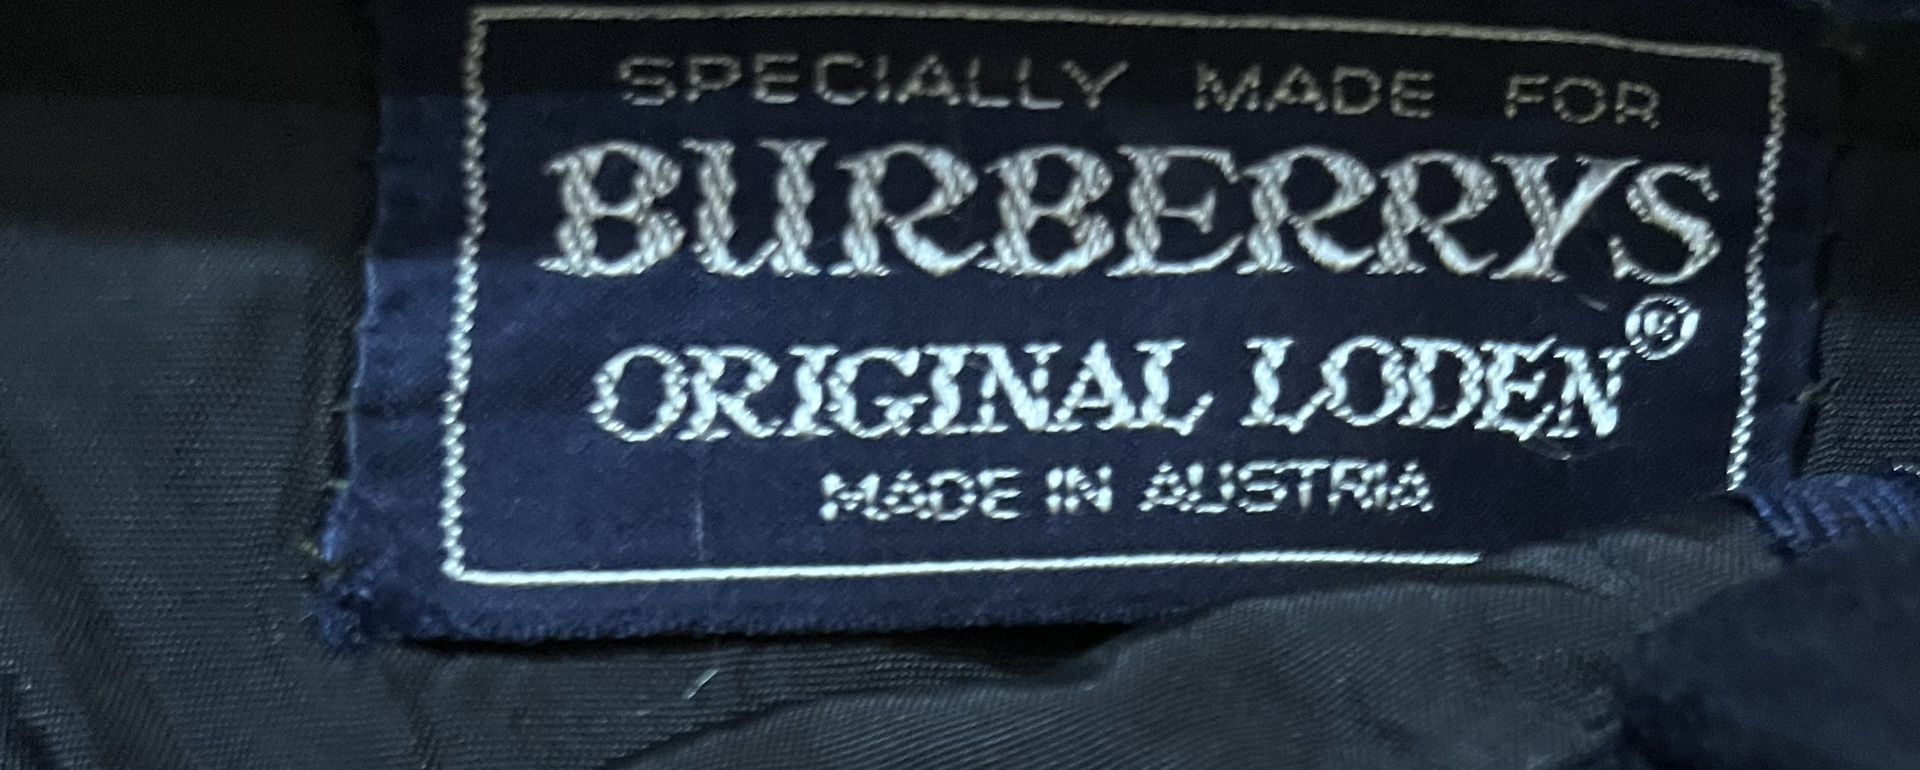 SPECIALLY MADE FOR
BURBERRYS
ORIGINAL LODEN®
MADE IN AUSTRIA